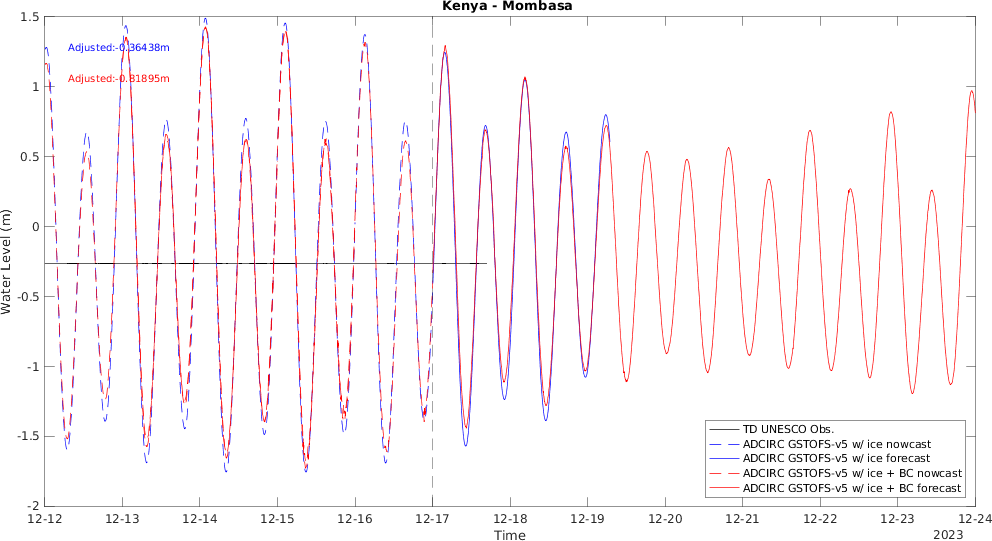 Kenya - Mombasa
Adjusted:-0.36438m
Adjusted:-0.81895m
Water Level (m)
1.5
1
0.5
0
-0.5
-1
-1.5
-2
12-12 12-13 12-14 12-15 12-16 12-17 12-18 12-19 12-20 12-21 12-22 12-23 12-24
Time
2023
TD UNESCO Obs.
ADCIRC GSTOFS-v5 w/ ice nowcast
ADCIRC GSTOFS-v5 w/ ice forecast
ADCIRC GSTOFS-v5 w/ ice + BC nowcast
ADCIRC GSTOFS-v5 w/ ice + BC forecast